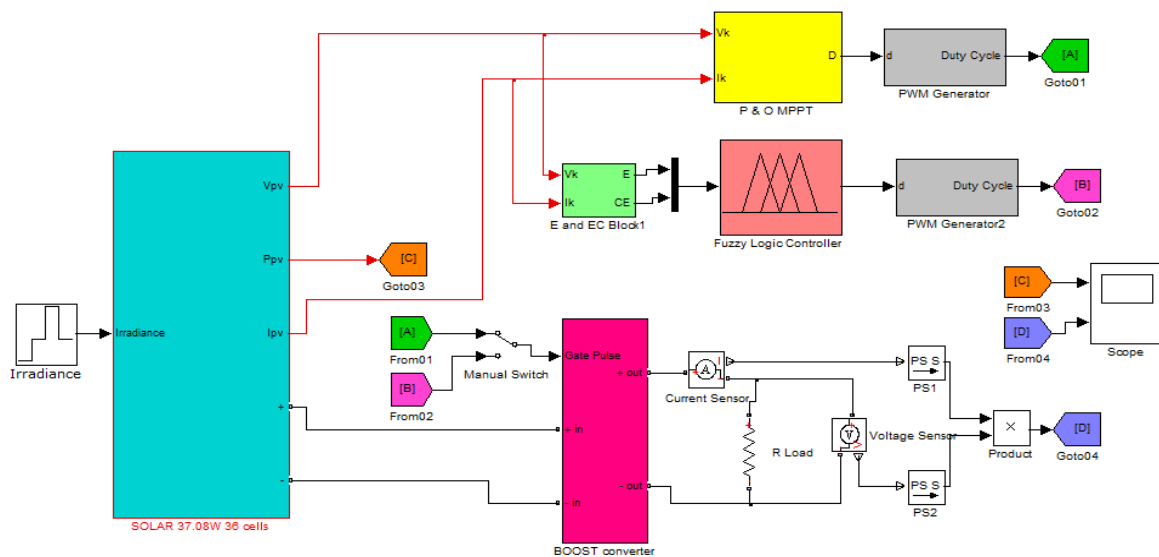 Vk
Ik
D
P & O MPPT
d
Duty Cycle
PWM Generator
[A]
Goto01
Vpv
Ppv
Ipv
Irradiance
+
-
SOLAR 37.08W 36 cells
Irradiance
[C]
Goto03
Vk
Ik
E
CE
E and EC Block1
Fuzzy Logic Controller
d
Duty Cycle
PWM Generator2
[B]
Goto02
[C]
From03
[D]
From04
Scope
[A]
From01
[B]
From02
Manual Switch
Gate Pulse
+ in
- in
+ out
- out
BOOST converter
A
I
+
-
Current Sensor
+
R Load
+
V
V
-
Voltage Sensor
PS S
PS1
PS S
PS2
×
Product
[D]
Goto04